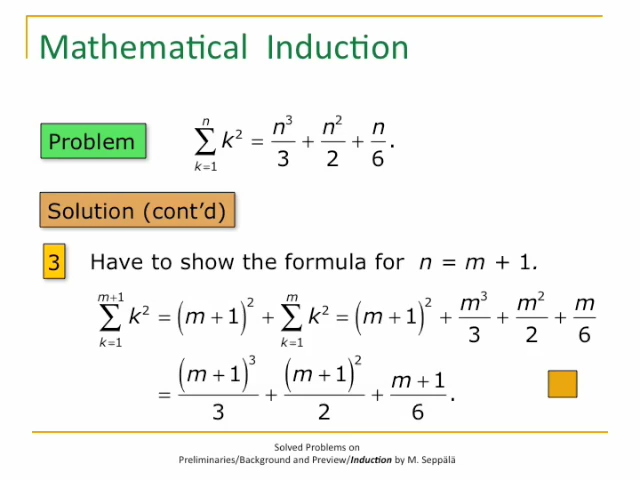 Mathematical Induction
Problem
\sum_{k=1}^{n} k^2 = \frac{n^3}{3} + \frac{n^2}{2} + \frac{n}{6}.
Solution (cont'd)
3 Have to show the formula for n = m + 1.
\sum_{k=1}^{m+1} k^2 = (m + 1)^2 + \sum_{k=1}^{m} k^2 = (m + 1)^2 + \frac{m^3}{3} + \frac{m^2}{2} + \frac{m}{6}
= \frac{(m + 1)^3}{3} + \frac{(m + 1)^2}{2} + \frac{m + 1}{6}.
Solved Problems on
Preliminaries/Background and Preview/Induction by M. Seppälä